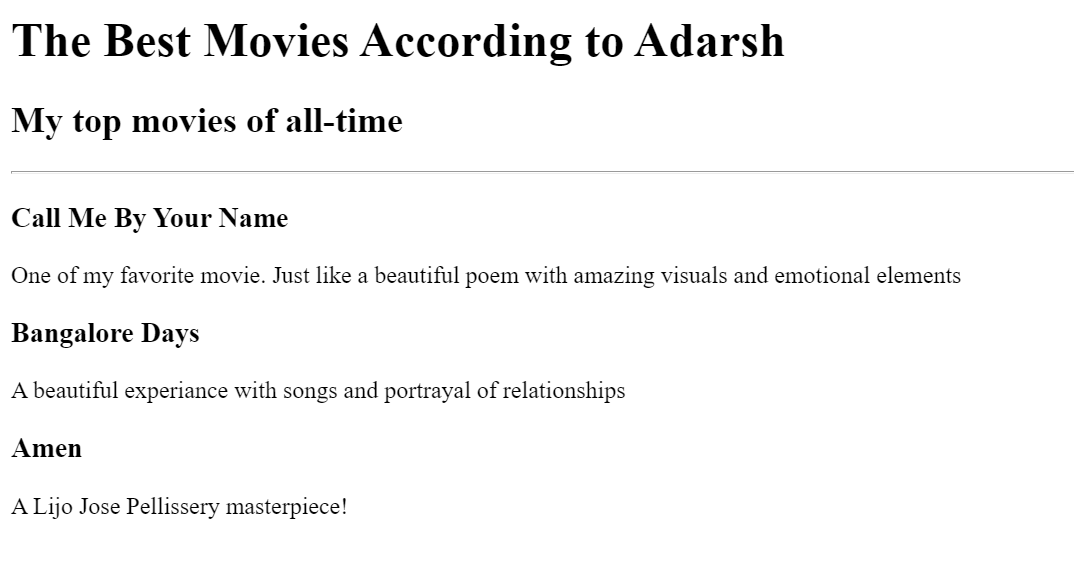 The Best Movies According to Adarsh
My top movies of all-time
Call Me By Your Name
One of my favorite movie. Just like a beautiful poem with amazing visuals and emotional elements
Bangalore Days
A beautiful experiance with songs and portrayal of relationships
Amen
A Lijo Jose Pellissery masterpiece!